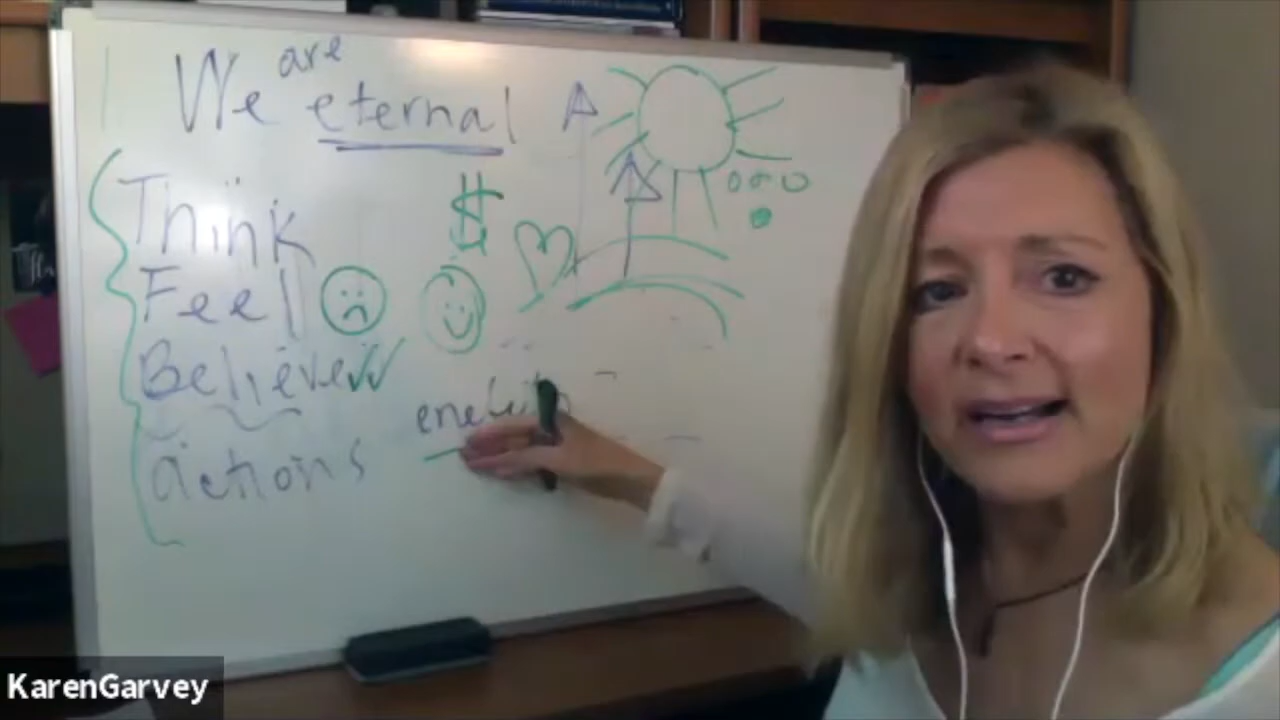 We are eternal
Think
$
Feel
Believe
actions
KarenGarvey